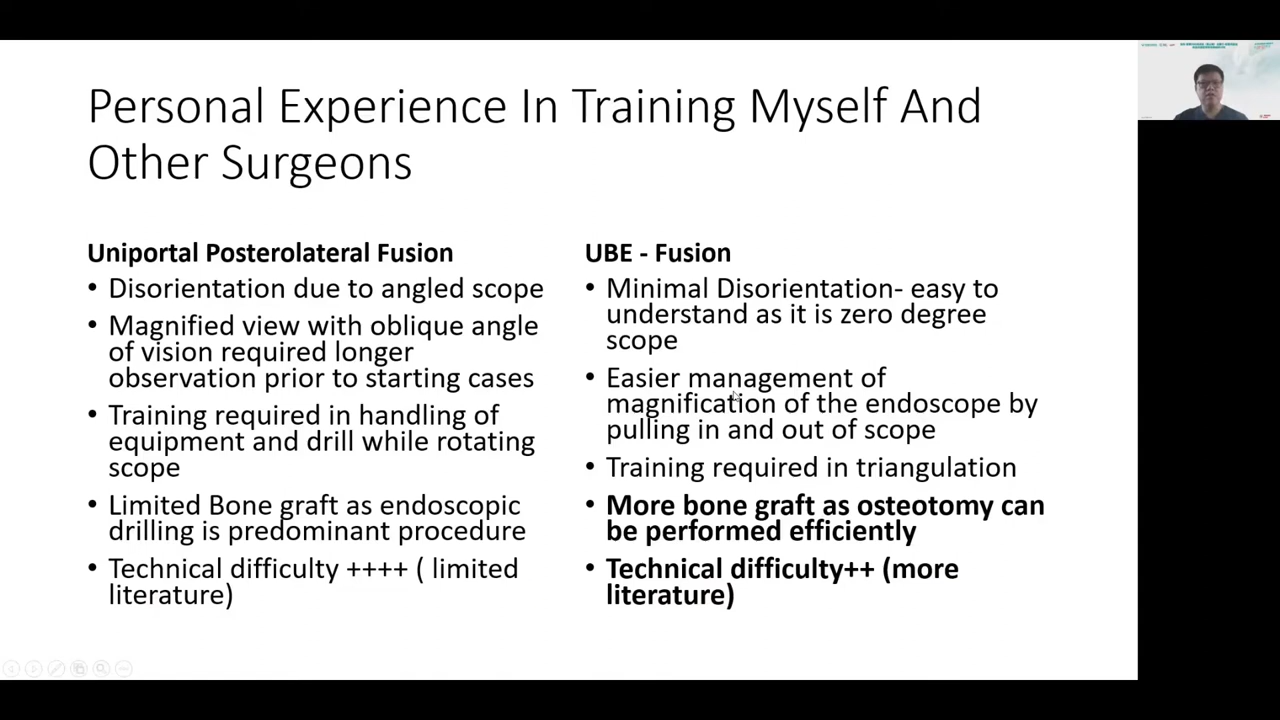 Personal Experience In Training Myself And
Other Surgeons
Uniportal Posterolateral Fusion
• Disorientation due to angled scope
• Magnified view with oblique angle
of vision required longer
observation prior to starting cases
• Training required in handling of
equipment and drill while rotating
scope
• Limited Bone graft as endoscopic
drilling is predominant procedure
• Technical difficulty ++++ ( limited
literature)
UBE - Fusion
• Minimal Disorientation- easy to
understand as it is zero degree
scope
• Easier management of
magnification of the endoscope by
pulling in and out of scope
• Training required in triangulation
• More bone graft as osteotomy can
be performed efficiently
• Technical difficulty++ (more
literature)